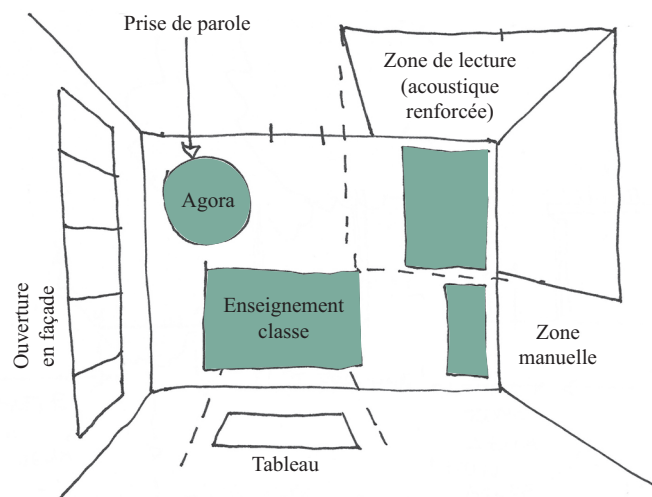 Prise de parole
Zone de lecture
(acoustique
renforcée)
Agora
Ouverture
en façade
Enseignement
classe
Zone
manuelle
Tableau